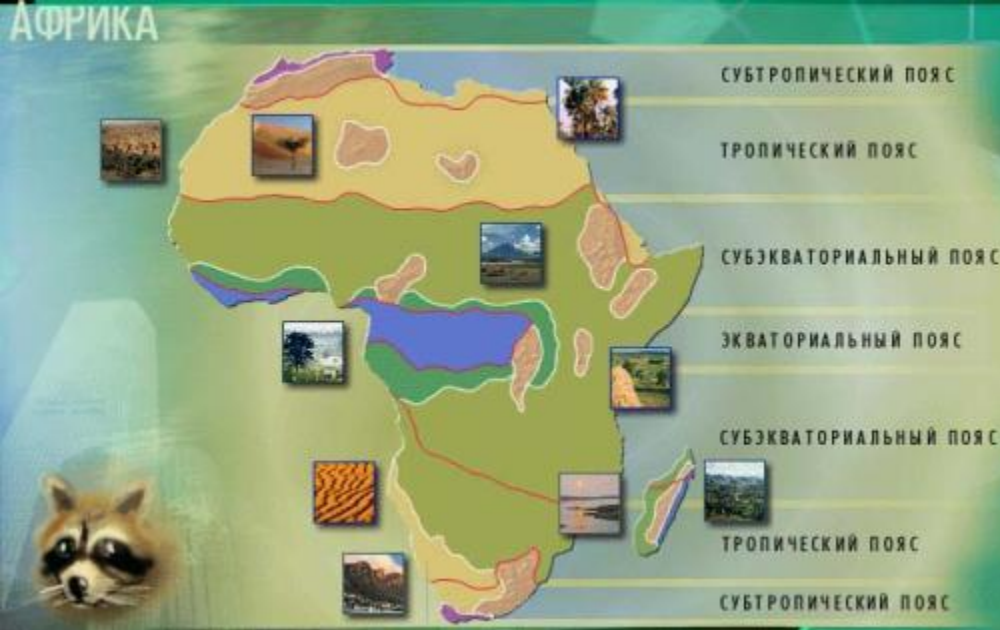 АФРИКА
СУБТРОПИЧЕСКИЙ ПОЯС
ТРОПИЧЕСКИЙ ПОЯС
СУБЭКВАТОРИАЛЬНЫЙ ПОЯС
ЭКВАТОРИАЛЬНЫЙ ПОЯС
СУБЭКВАТОРИАЛЬНЫЙ ПОЯС
ТРОПИЧЕСКИЙ ПОЯС
СУБТРОПИЧЕСКИЙ ПОЯС